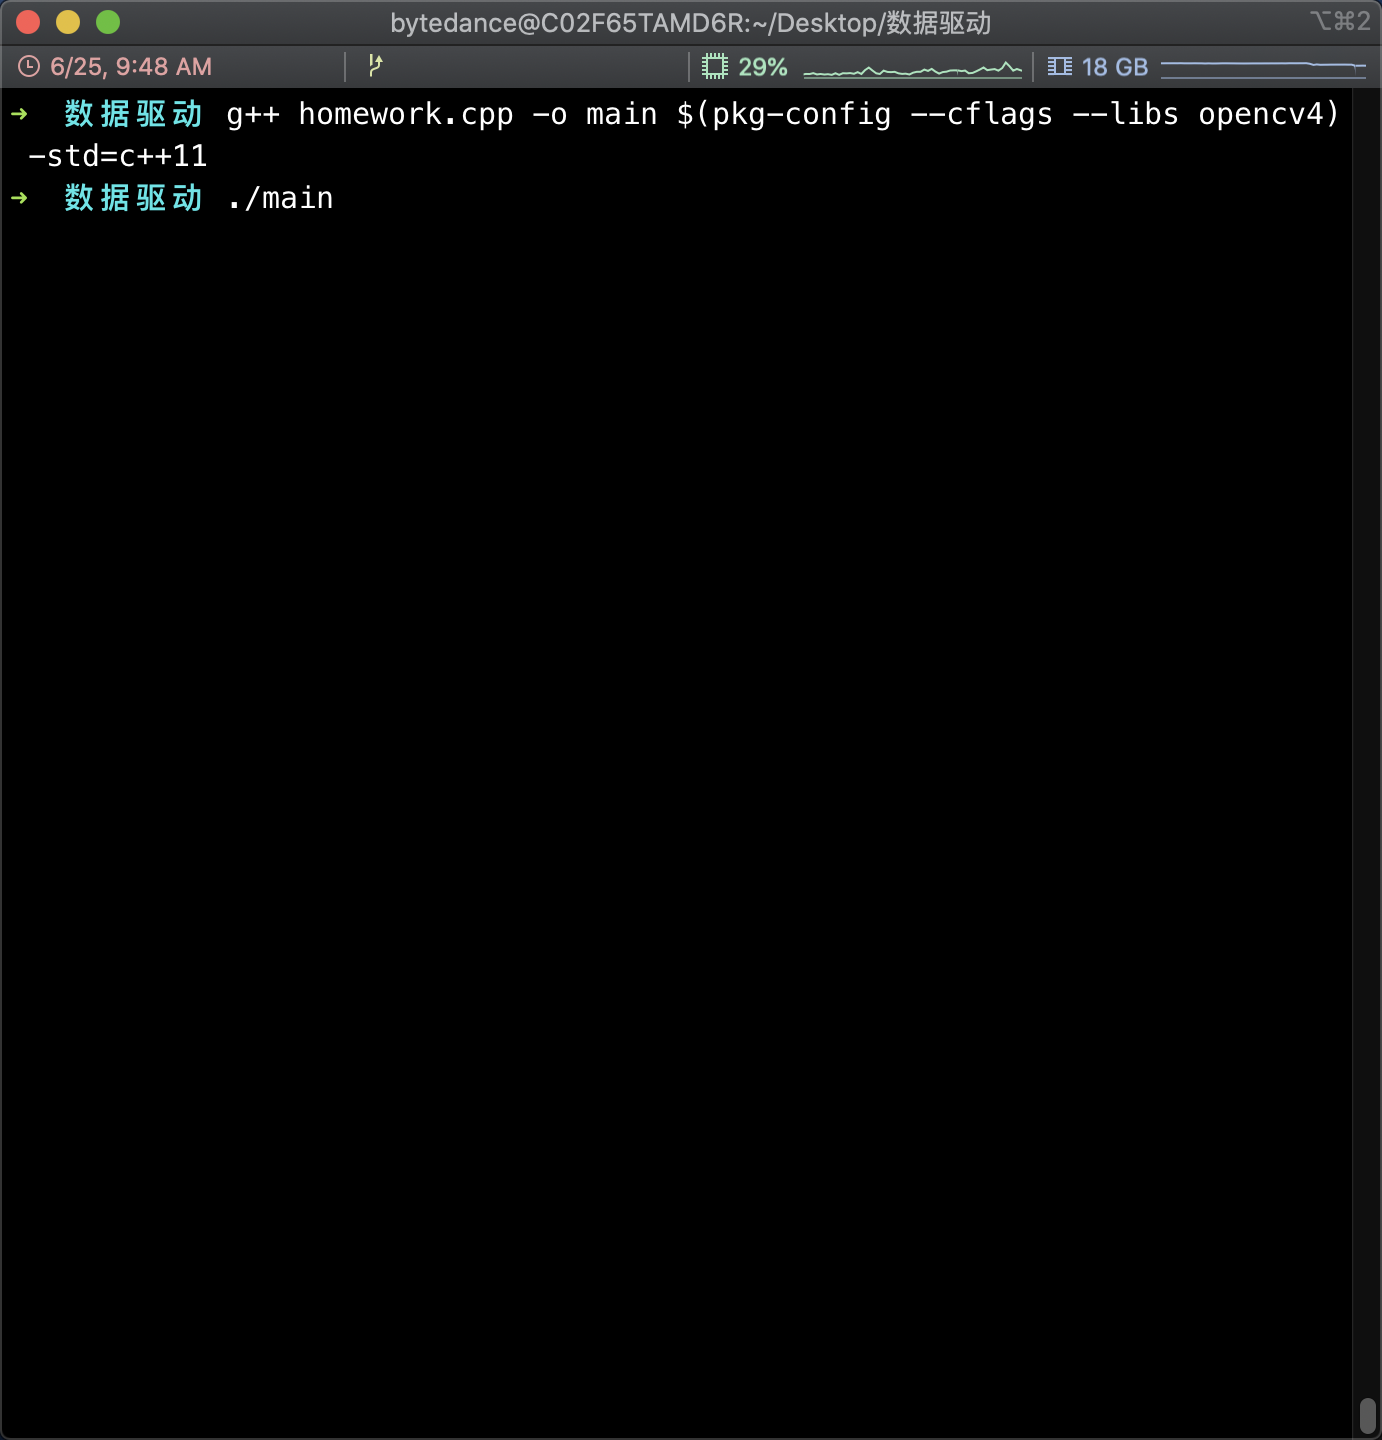 bytedance@C02F65TAMD6R:~/Desktop/数据驱动
⌥⌘2
6/25, 9:48 AM
29%
18 GB
➜ 数据驱动 g++ homework.cpp -o main $(pkg-config --cflags --libs opencv4)
-std=c++11
➜ 数据驱动 ./main